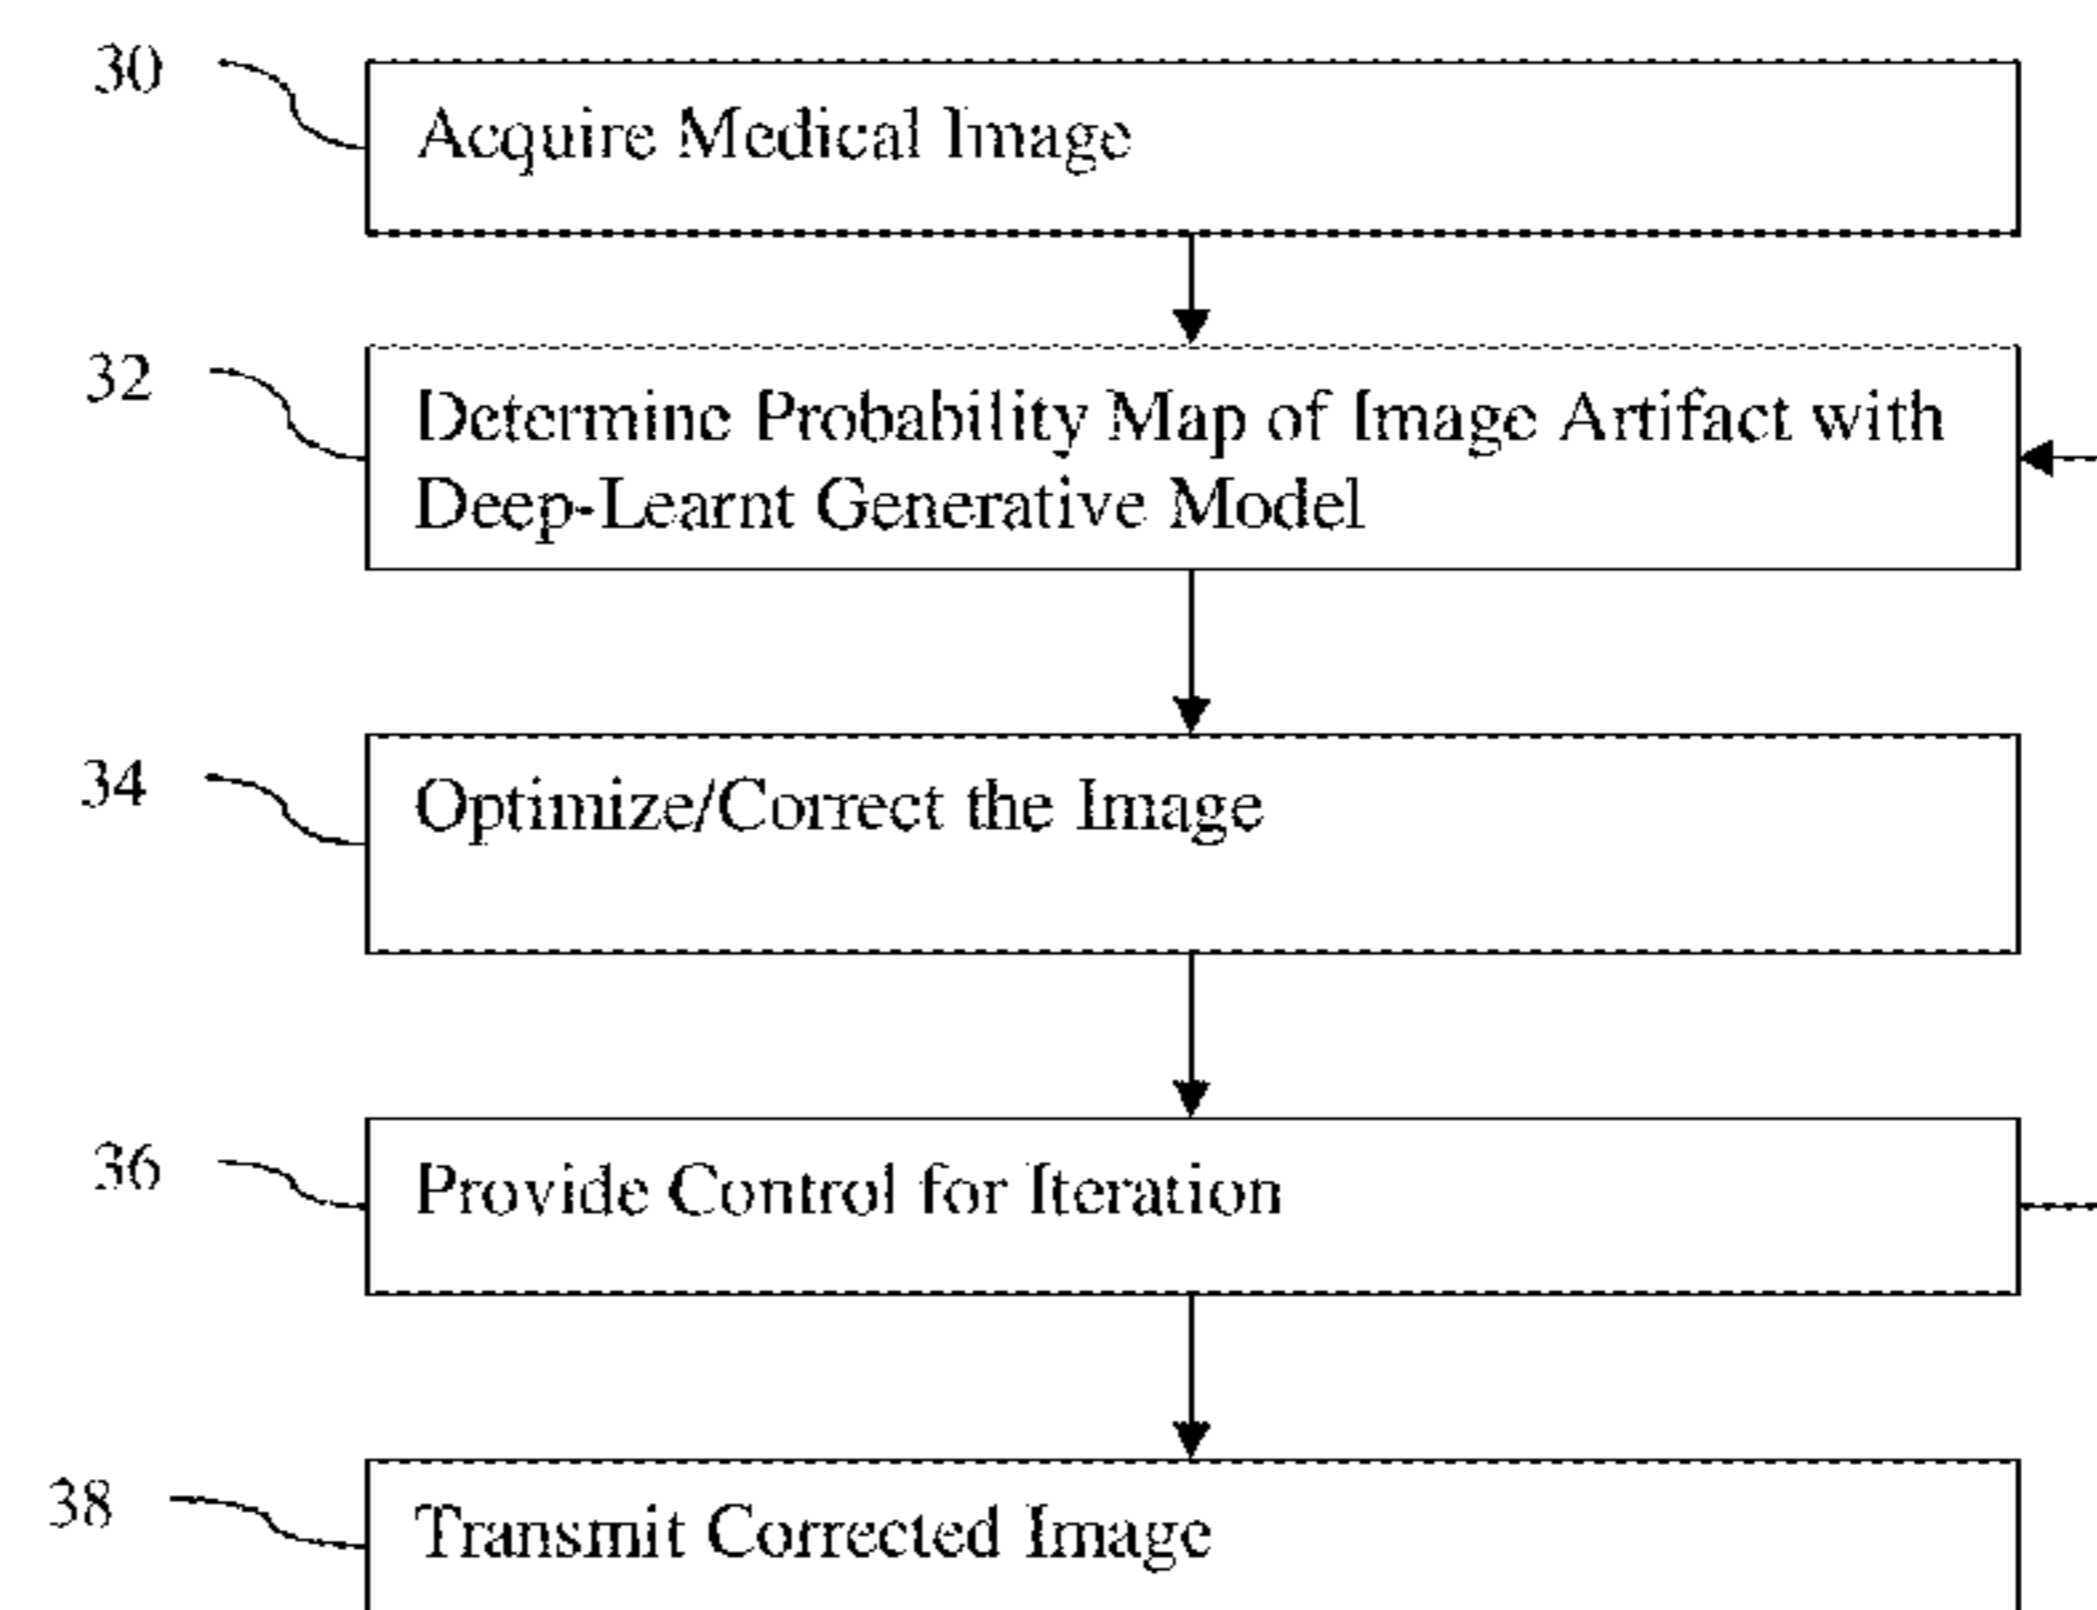 30
Acquire Medical Image
32
Determine Probability Map of Image Artifact with
Deep-Learnt Generative Model
34
Optimize/Correct the Image
36
Provide Control for Iteration
38
Transmit Corrected Image